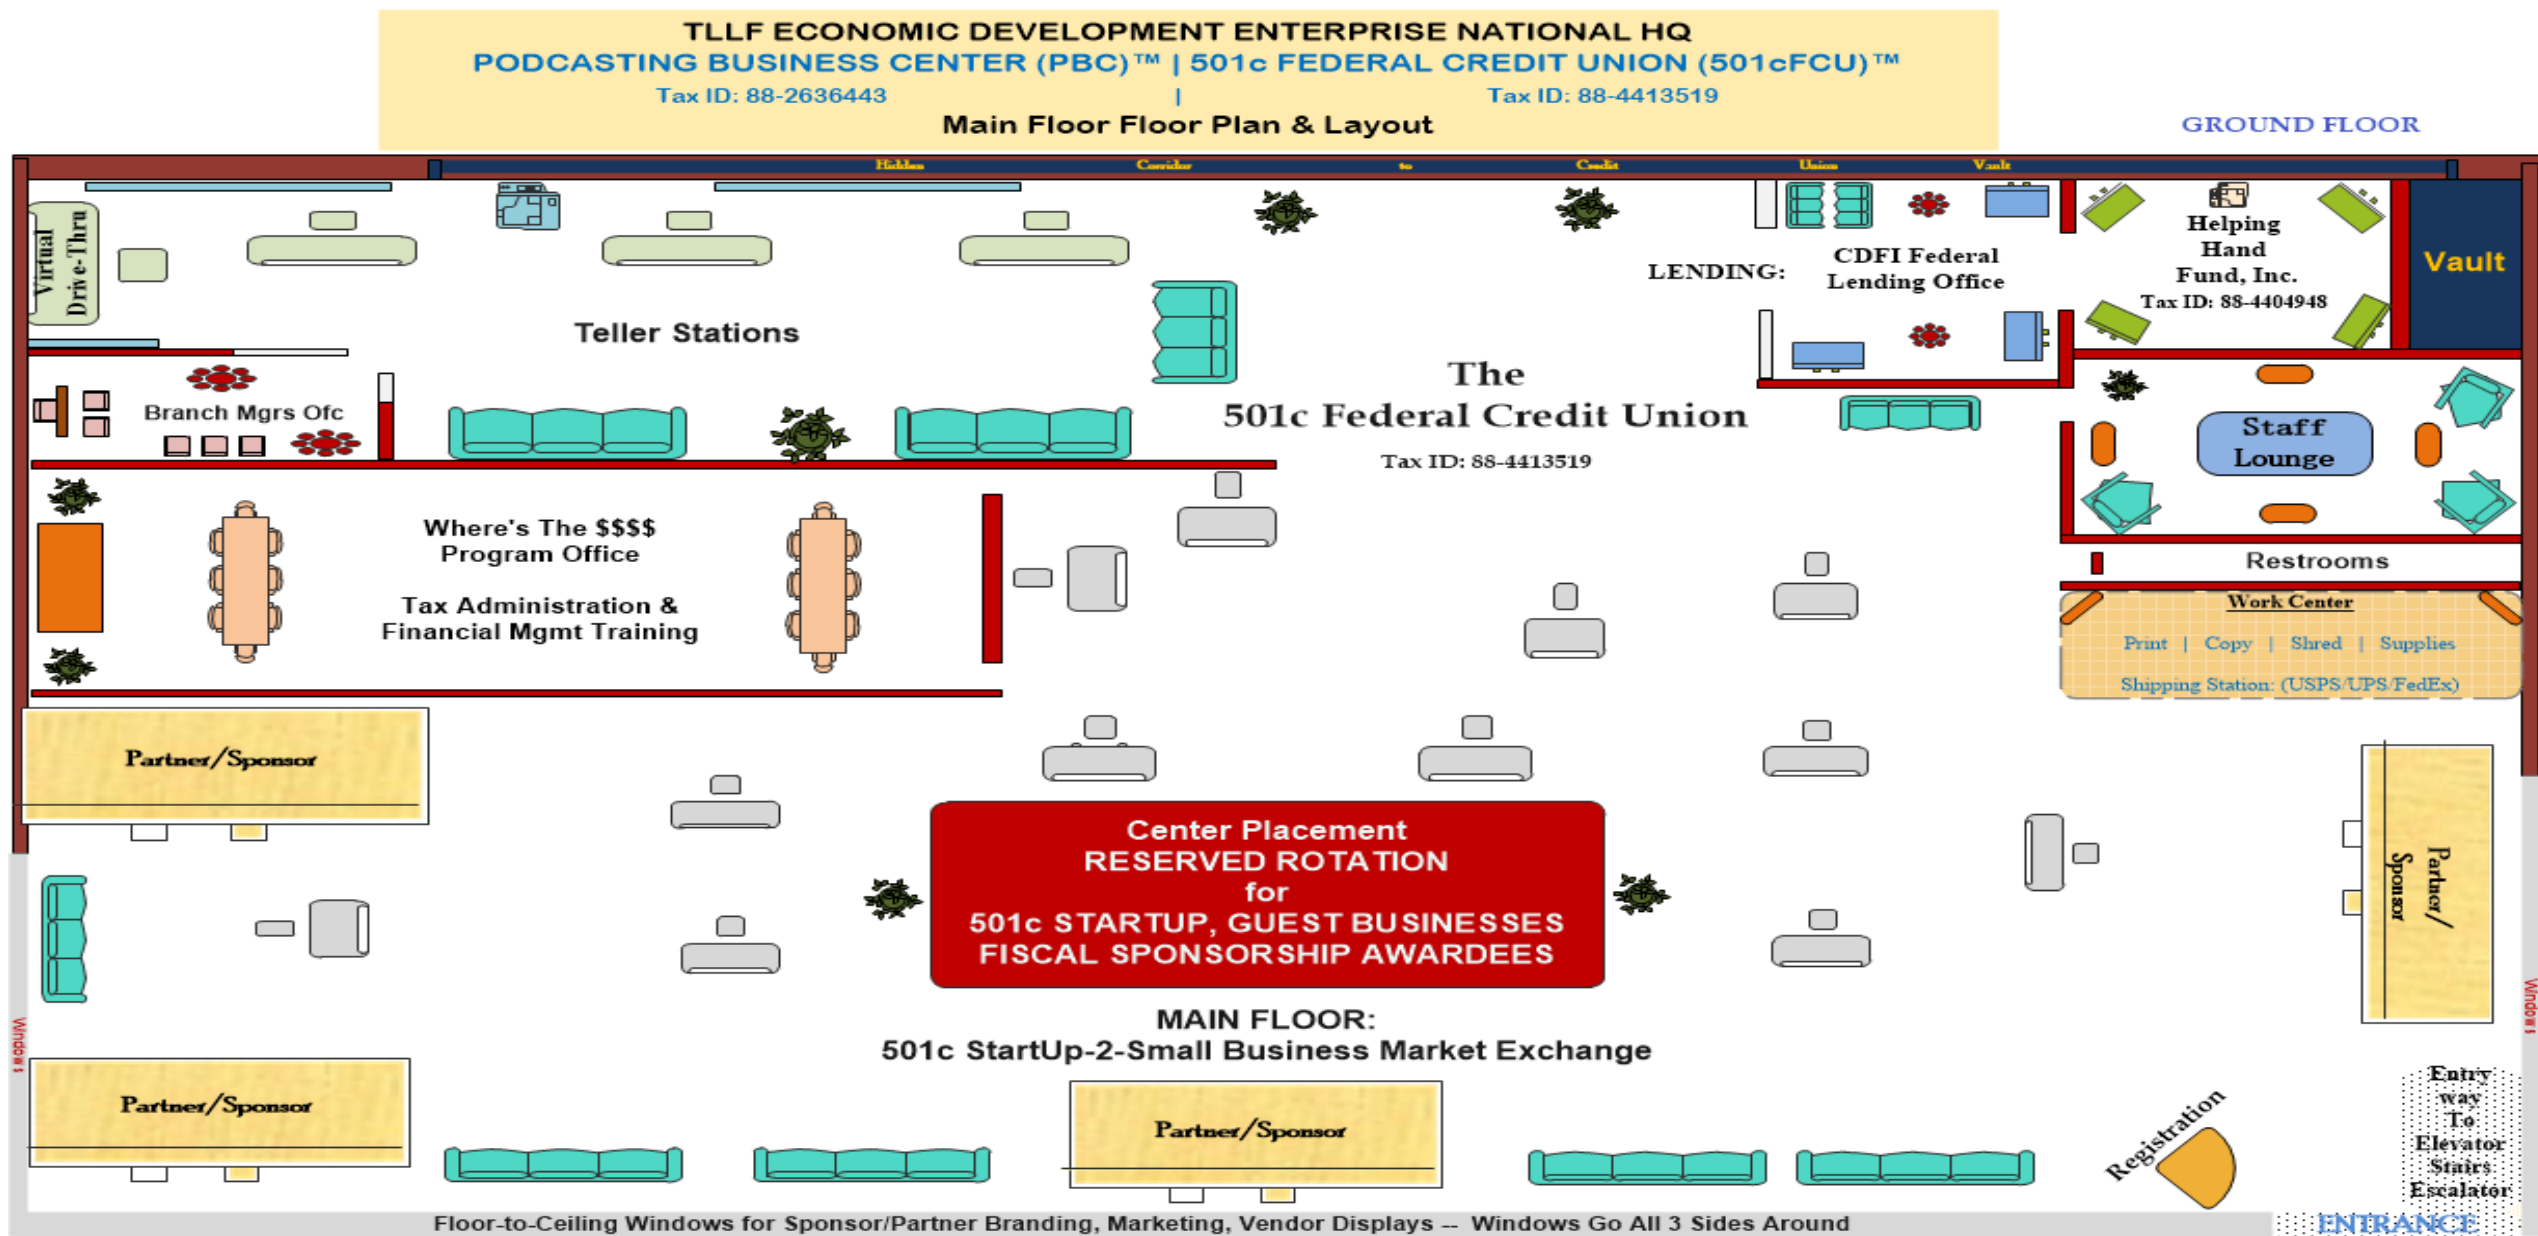 TLLF ECONOMIC DEVELOPMENT ENTERPRISE NATIONAL HQ
PODCASTING BUSINESS CENTER (PBC)™ | 501c FEDERAL CREDIT UNION (501cFCU)™
Tax ID: 88-2636443 | Tax ID: 88-4413519
Main Floor Floor Plan & Layout
GROUND FLOOR
Hidden Corridor to Credit Union Vault
Virtual
Drive-Thru
Teller Stations
LENDING:
CDFI Federal
Lending Office
Helping
Hand
Fund, Inc.
Tax ID: 88-4404948
Vault
Branch Mgrs Ofc
The
501c Federal Credit Union
Tax ID: 88-4413519
Staff
Lounge
Where's The $$$$
Program Office
Tax Administration &
Financial Mgmt Training
Restrooms
Work Center
Print | Copy | Shred | Supplies
Shipping Station: (USPS/UPS/FedEx)
Partner/Sponsor
Center Placement
RESERVED ROTATION
for
501c STARTUP, GUEST BUSINESSES
FISCAL SPONSORSHIP AWARDEES
Partner/
Sponsor
Windows
Windows
MAIN FLOOR:
501c StartUp-2-Small Business Market Exchange
Partner/Sponsor
Partner/Sponsor
Registration
Entry
way
To
Elevator
Stairs
Escalator
Floor-to-Ceiling Windows for Sponsor/Partner Branding, Marketing, Vendor Displays -- Windows Go All 3 Sides Around
ENTRANCE